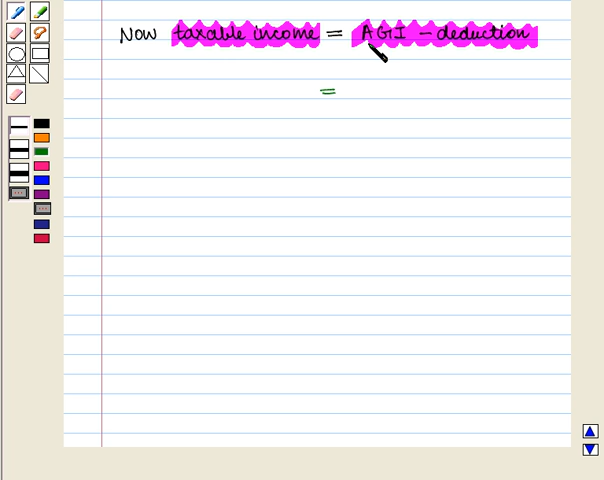 Now taxable income = AGI - deduction
=